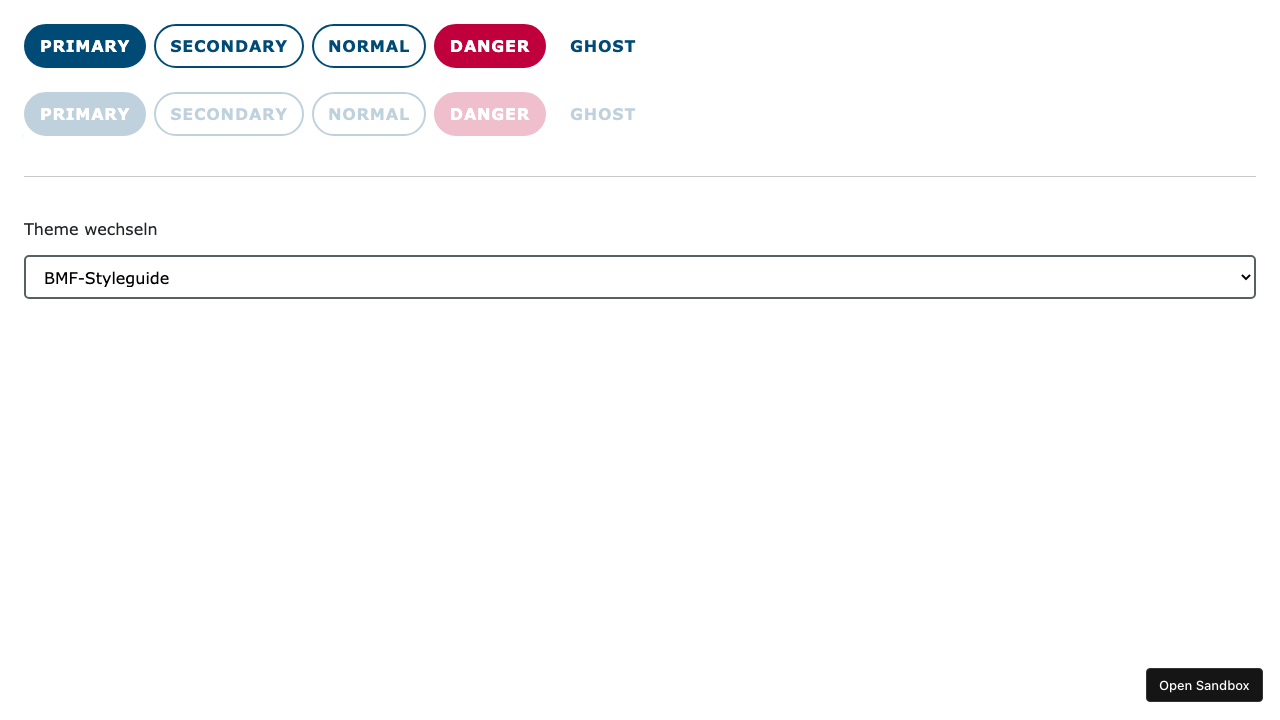 PRIMARY SECONDARY NORMAL DANGER GHOST
PRIMARY SECONDARY NORMAL DANGER GHOST
Theme wechseln
BMF-Styleguide
Open Sandbox